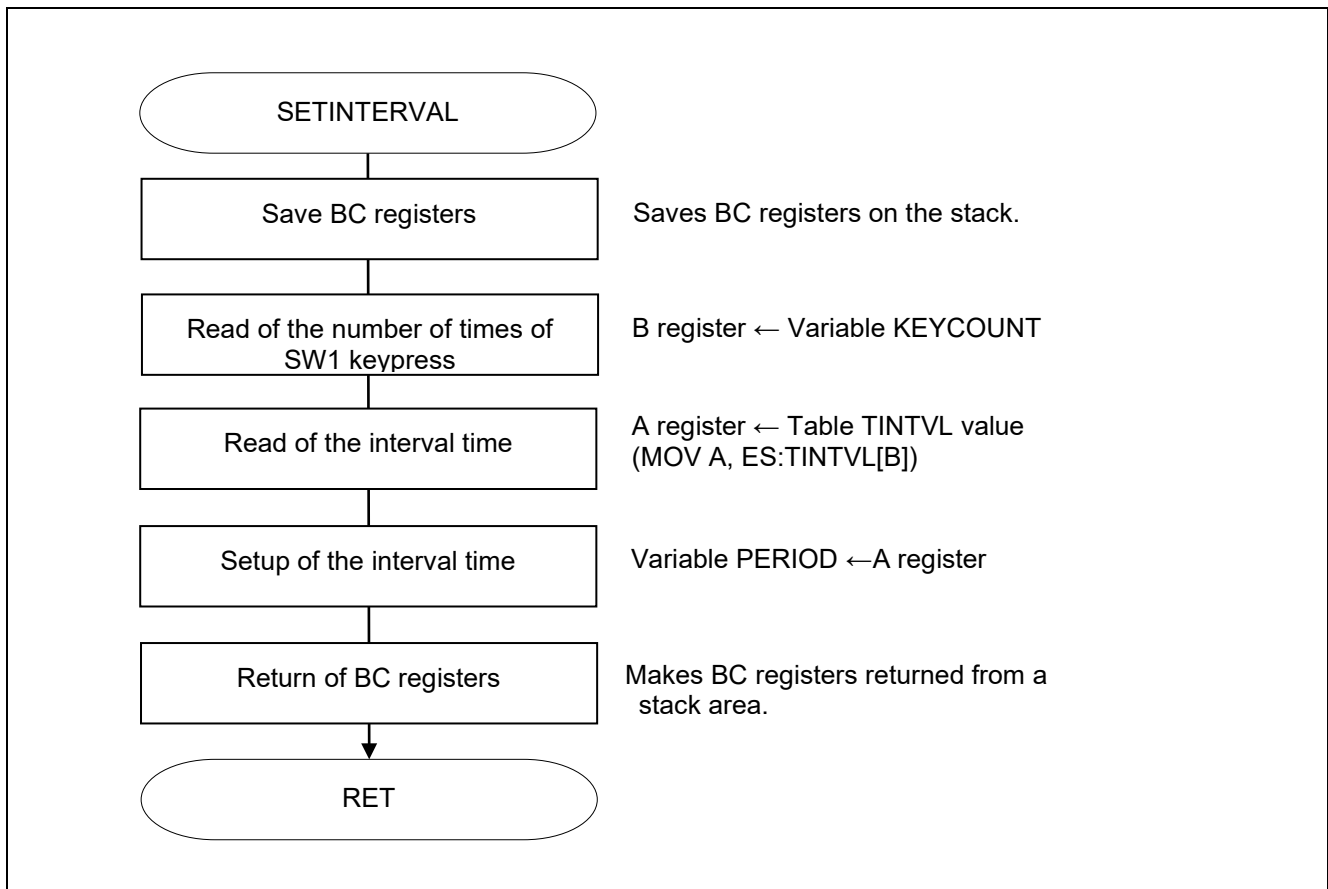 SETINTERVAL
Save BC registers
Saves BC registers on the stack.
Read of the number of times of
SW1 keypress
B register ← Variable KEYCOUNT
Read of the interval time
A register ← Table TINTVL value
(MOV A, ES:TINTVL[B])
Setup of the interval time
Variable PERIOD ←A register
Return of BC registers
Makes BC registers returned from a
stack area.
RET